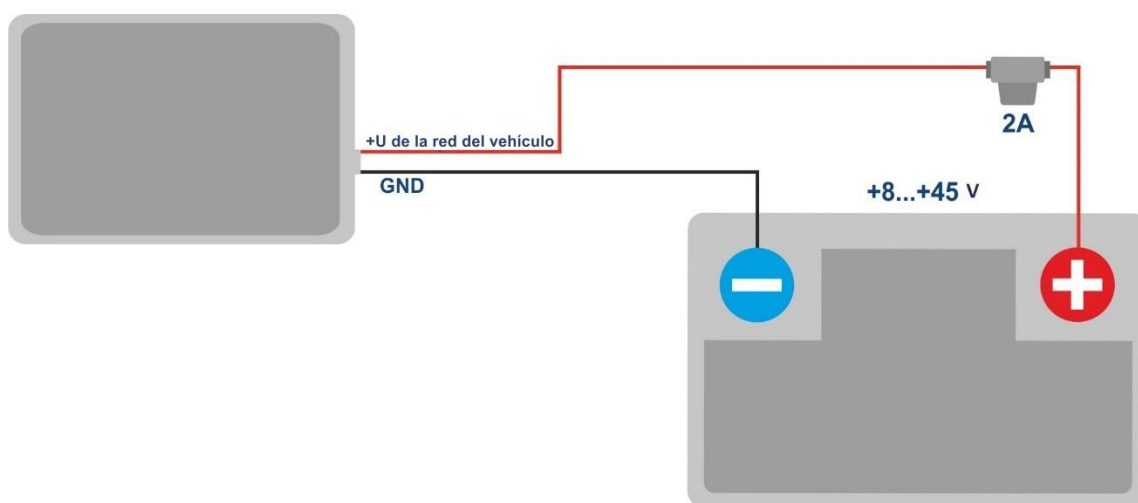 +U de la red del vehículo
2A
GND
+8...+45 V